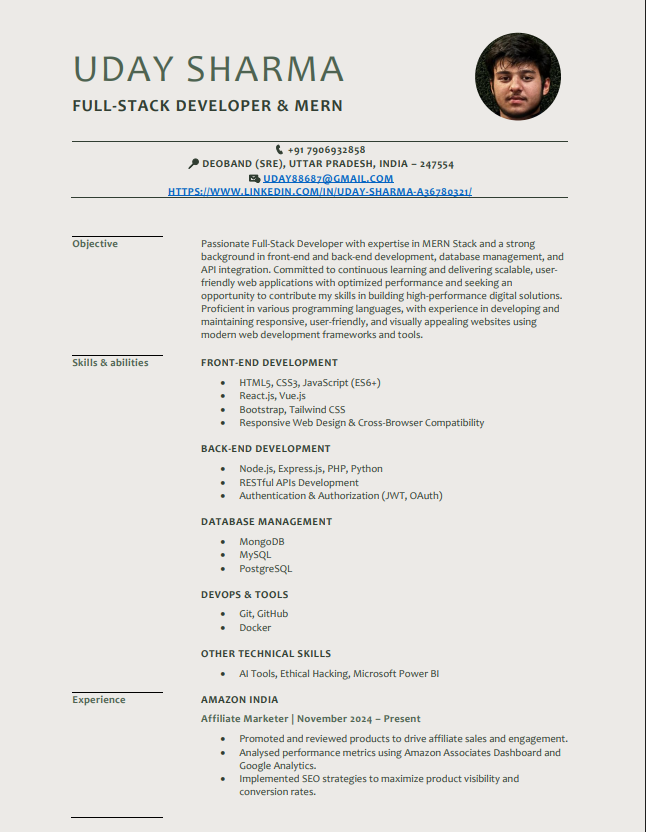 UDAY SHARMA
FULL-STACK DEVELOPER & MERN
+91 7906932858
DEOBAND (SRE), UTTAR PRADESH, INDIA – 247554
UDAY88687@GMAIL.COM
HTTPS://WWW.LINKEDIN.COM/IN/UDAY-SHARMA-A36780321/
Objective
Passionate Full-Stack Developer with expertise in MERN Stack and a strong
background in front-end and back-end development, database management, and
API integration. Committed to continuous learning and delivering scalable, user-
friendly web applications with optimized performance and seeking an
opportunity to contribute my skills in building high-performance digital solutions.
Proficient in various programming languages, with experience in developing and
maintaining responsive, user-friendly, and visually appealing websites using
modern web development frameworks and tools.
Skills & abilities
FRONT-END DEVELOPMENT
• HTML5, CSS3, JavaScript (ES6+)
• React.js, Vue.js
• Bootstrap, Tailwind CSS
• Responsive Web Design & Cross-Browser Compatibility
BACK-END DEVELOPMENT
• Node.js, Express.js, PHP, Python
• RESTful APIs Development
• Authentication & Authorization (JWT, OAuth)
DATABASE MANAGEMENT
• MongoDB
• MySQL
• PostgreSQL
DEVOPS & TOOLS
• Git, GitHub
• Docker
OTHER TECHNICAL SKILLS
• AI Tools, Ethical Hacking, Microsoft Power BI
Experience
AMAZON INDIA
Affiliate Marketer | November 2024 – Present
• Promoted and reviewed products to drive affiliate sales and engagement.
• Analysed performance metrics using Amazon Associates Dashboard and
Google Analytics.
• Implemented SEO strategies to maximize product visibility and
conversion rates.